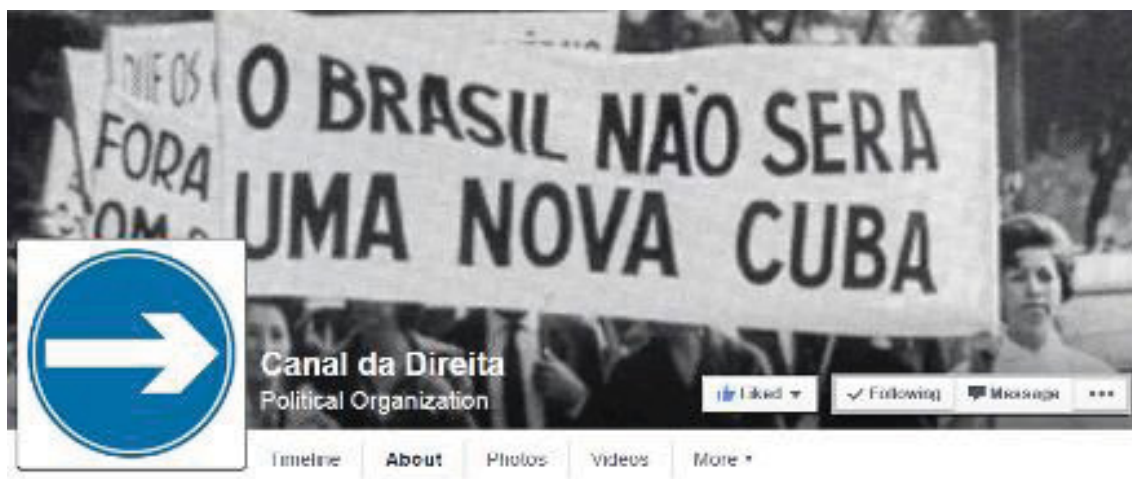 O BRASIL NÃO SERA
UMA NOVA CUBA
FORA
Canal da Direita
Political Organization
Liked
Following
Message
Timeline
About
Photos
Videos
More